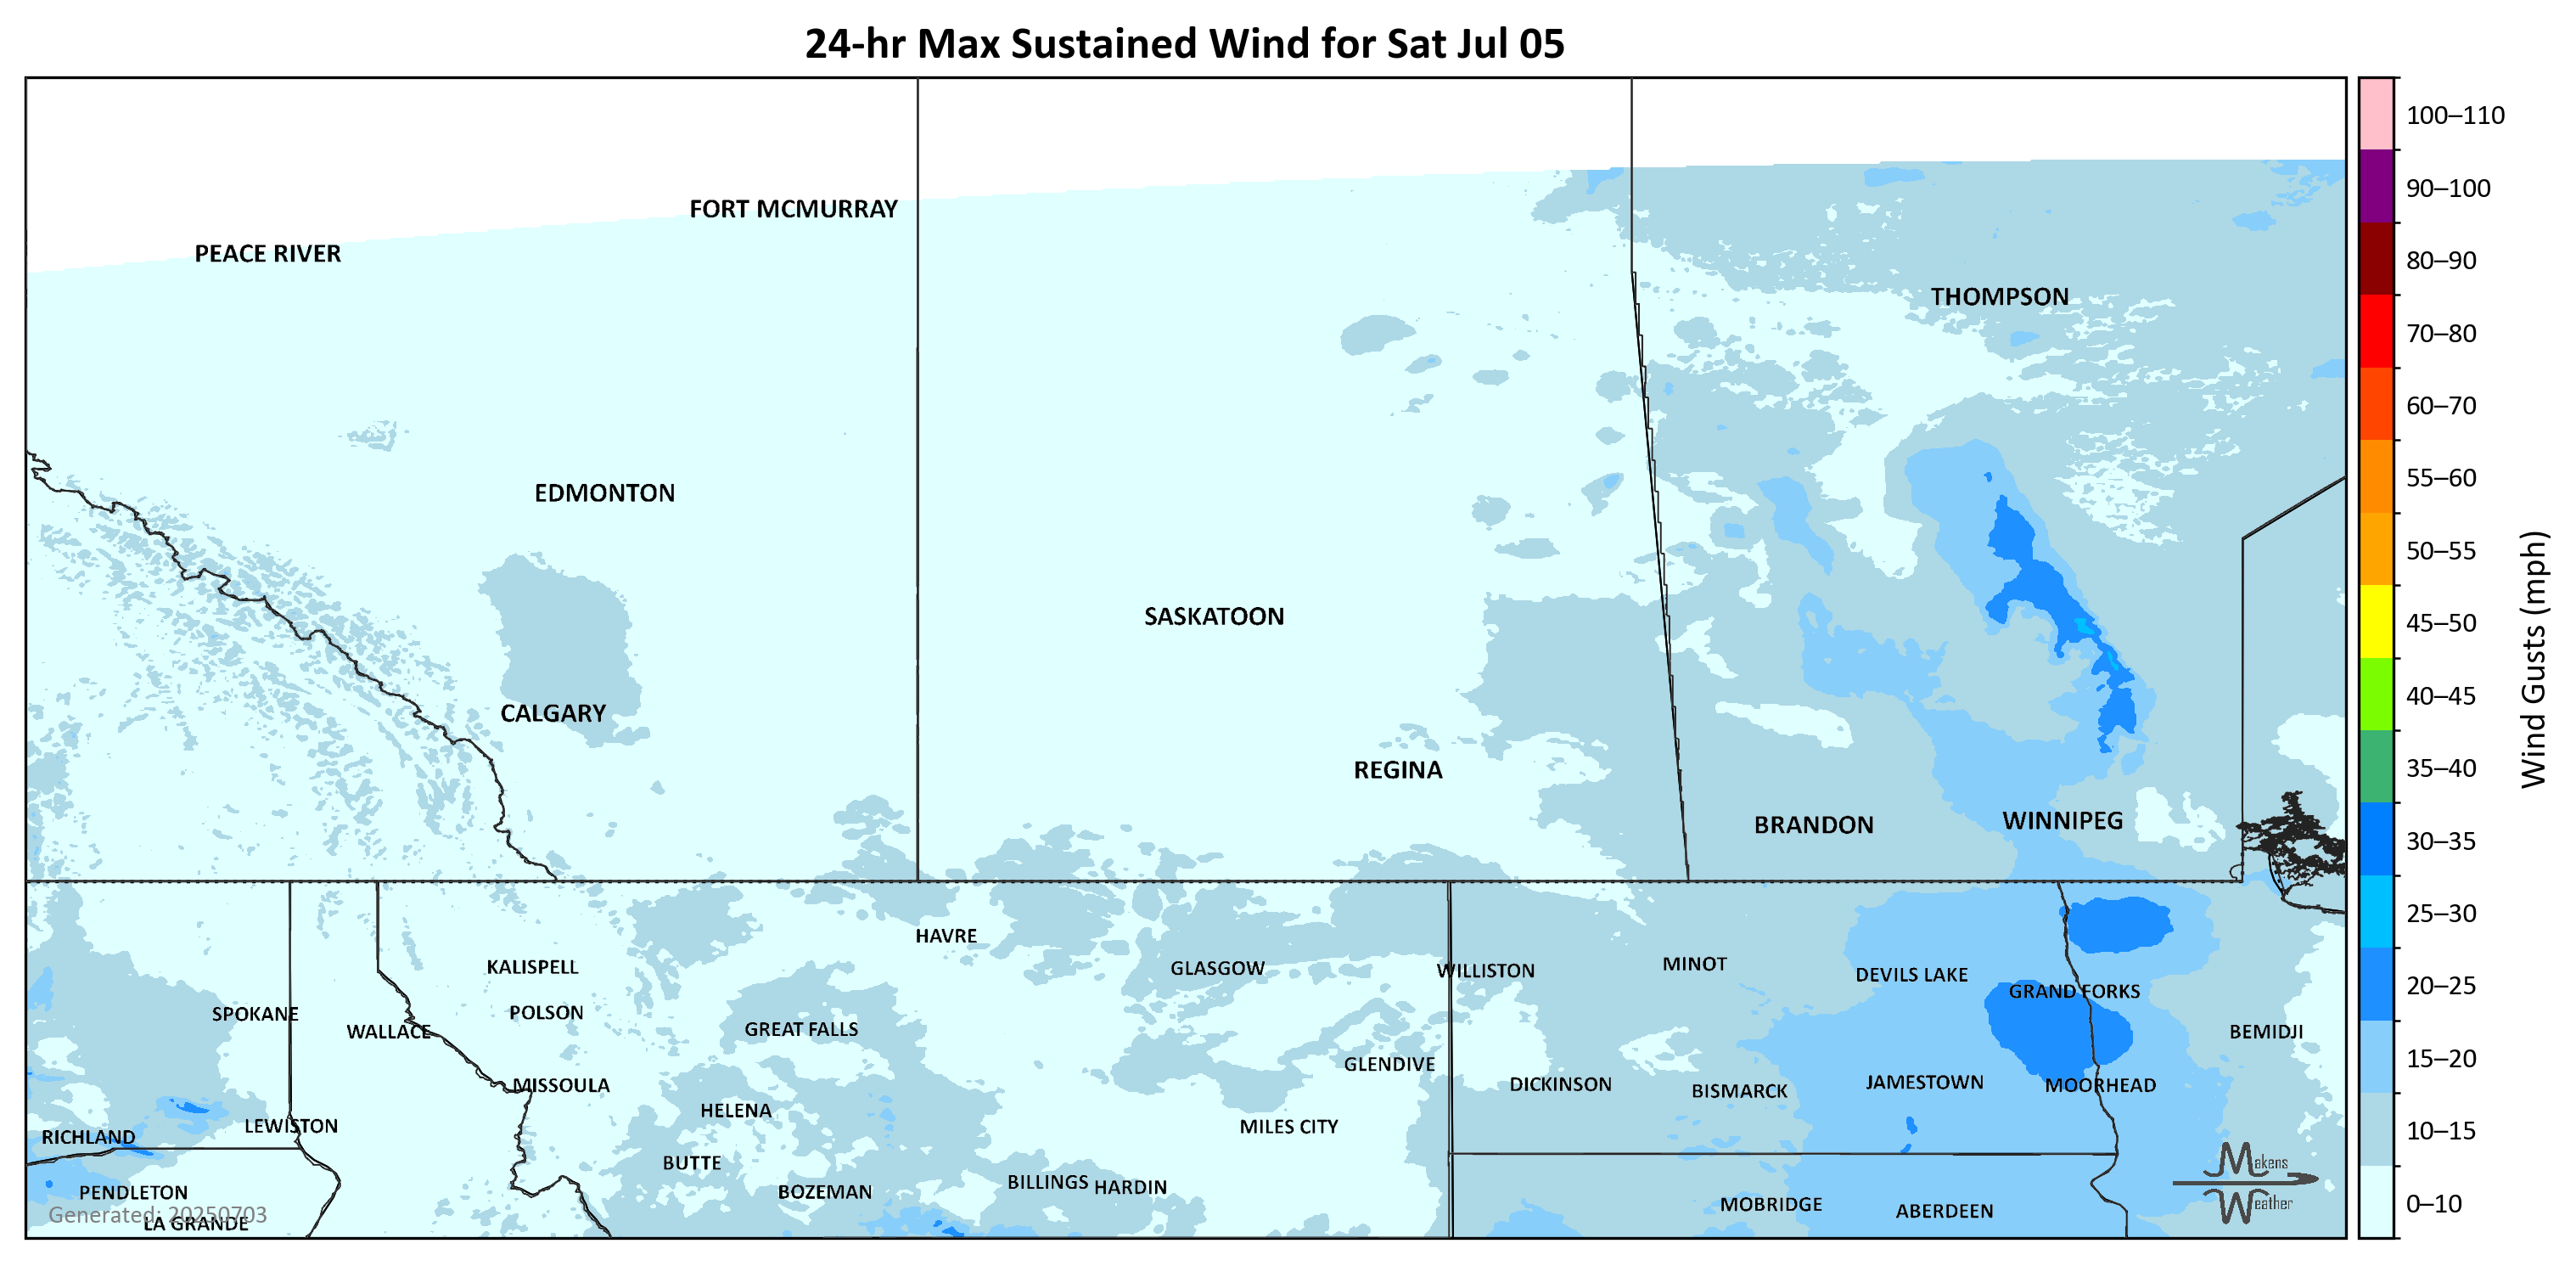 24-hr Max Sustained Wind for Sat Jul 05
100–110
90–100
80–90
70–80
60–70
55–60
50–55
45–50
40–45
35–40
30–35
25–30
20–25
15–20
10–15
0–10
Wind Gusts (mph)
FORT MCMURRAY
PEACE RIVER
THOMPSON
EDMONTON
SASKATOON
CALGARY
REGINA
BRANDON
WINNIPEG
HAVRE
KALISPELL
GLASGOW
WILLISTON
MINOT
DEVILS LAKE
GRAND FORKS
SPOKANE
POLSON
WALLACE
GREAT FALLS
BEMIDJI
GLENDIVE
MISSOULA
DICKINSON
BISMARCK
JAMESTOWN
MOORHEAD
HELENA
LEWISTON
MILES CITY
RICHLAND
BUTTE
BILLINGS
HARDIN
PENDLETON
BOZEMAN
MOBRIDGE
ABERDEEN
Generated: 20250703
LA GRANDE
Makens
Weather